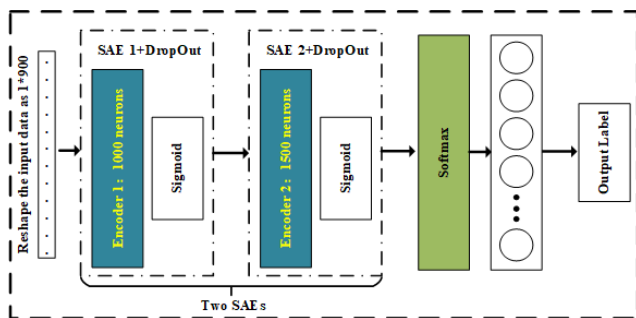 Reshape the input data as 1*900
SAE 1+DropOut
Encoder 1： 1000 neurons
Sigmoid
SAE 2+DropOut
Encoder 2： 1500 neurons
Sigmoid
Two SAEs
Softmax
Output Label